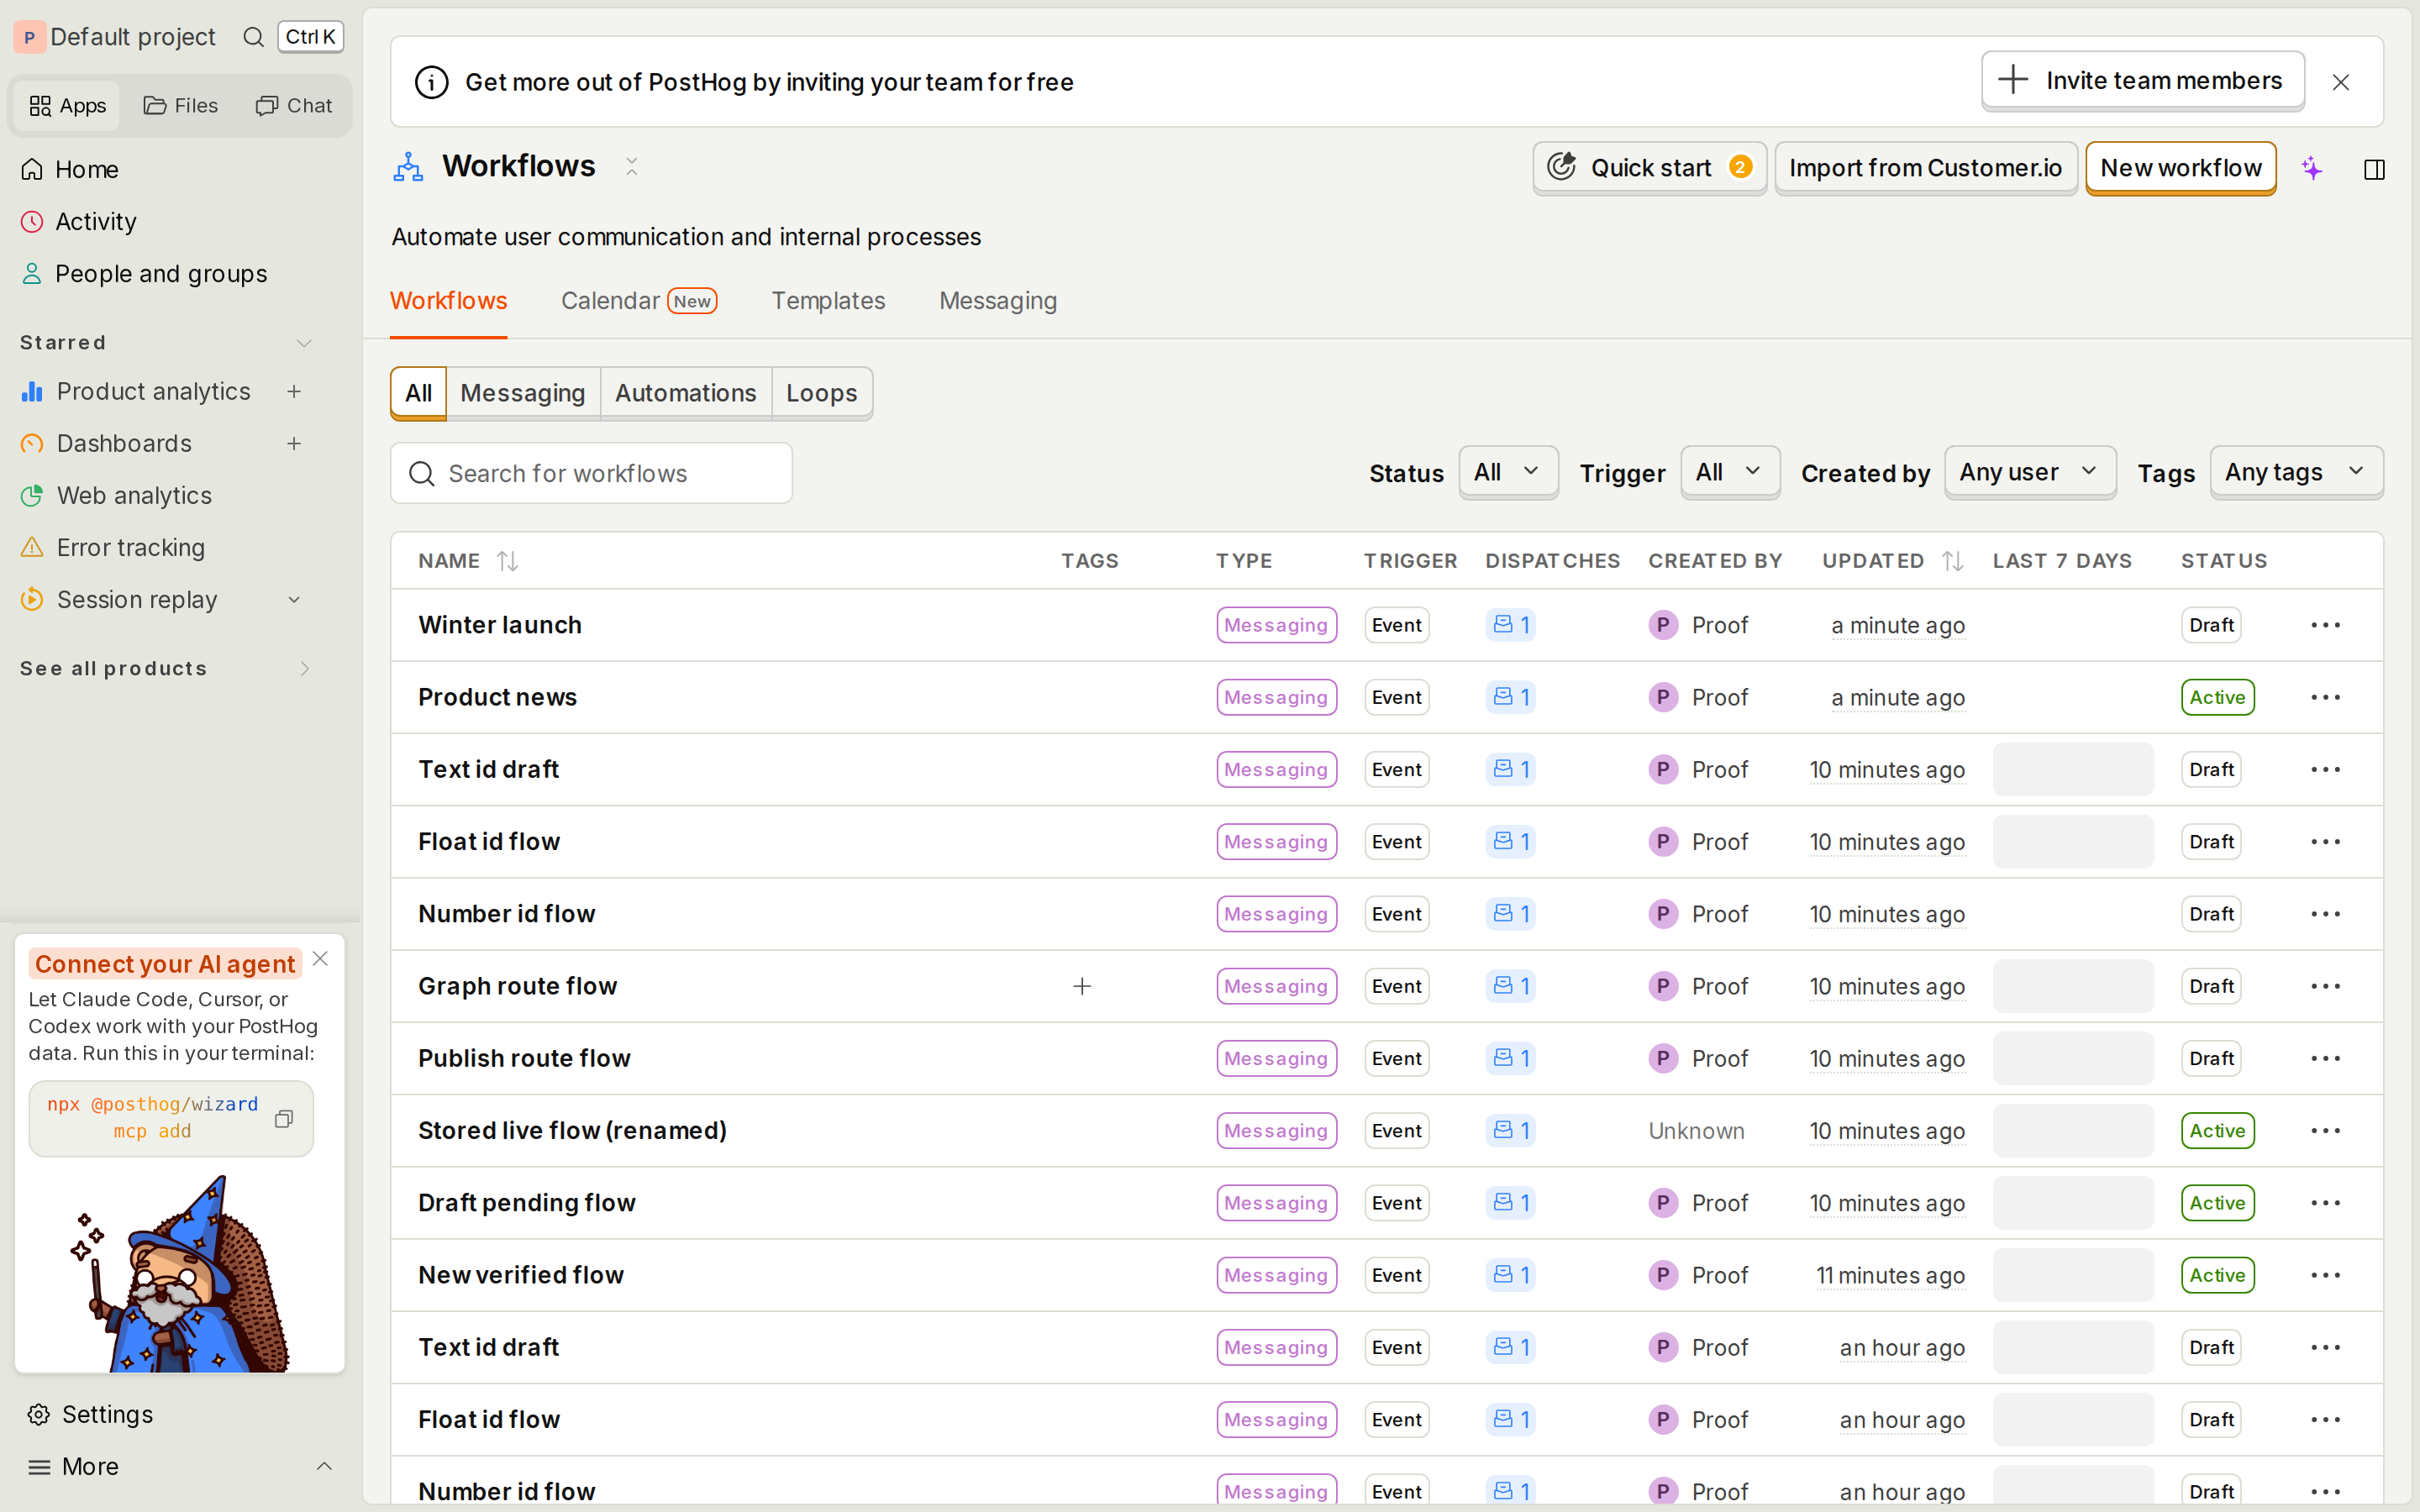 P Default project Ctrl K
Apps Files Chat
Home
Activity
People and groups
Starred
Product analytics
Dashboards
Web analytics
Error tracking
Session replay
See all products
Connect your AI agent
Let Claude Code, Cursor, or
Codex work with your PostHog
data. Run this in your terminal:
npx @posthog/wizard
mcp add
Settings
More
Get more out of PostHog by inviting your team for free Invite team members
Workflows Quick start 2 Import from Customer.io New workflow
Automate user communication and internal processes
Workflows Calendar New Templates Messaging
All Messaging Automations Loops
Search for workflows Status All Trigger All Created by Any user Tags Any tags
NAME TAGS TYPE TRIGGER DISPATCHES CREATED BY UPDATED LAST 7 DAYS STATUS
Winter launch Messaging Event 1 P Proof a minute ago Draft
Product news Messaging Event 1 P Proof a minute ago Active
Text id draft Messaging Event 1 P Proof 10 minutes ago Draft
Float id flow Messaging Event 1 P Proof 10 minutes ago Draft
Number id flow Messaging Event 1 P Proof 10 minutes ago Draft
Graph route flow Messaging Event 1 P Proof 10 minutes ago Draft
Publish route flow Messaging Event 1 P Proof 10 minutes ago Draft
Stored live flow (renamed) Messaging Event 1 Unknown 10 minutes ago Active
Draft pending flow Messaging Event 1 P Proof 10 minutes ago Active
New verified flow Messaging Event 1 P Proof 11 minutes ago Active
Text id draft Messaging Event 1 P Proof an hour ago Draft
Float id flow Messaging Event 1 P Proof an hour ago Draft
Number id flow Messaging Event 1 P Proof an hour ago Draft